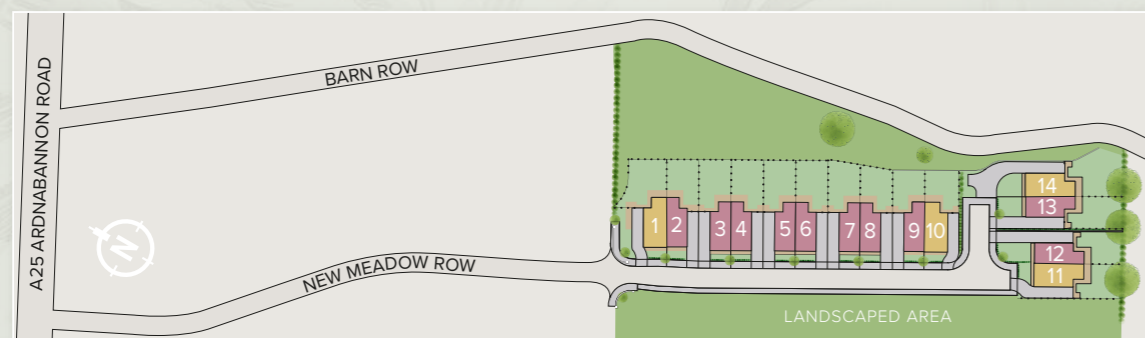 A25 ARDNABANNON ROAD
BARN ROW
N
NEW MEADOW ROW
1 2 3 4 5 6 7 8 9 10
14
13
12
11
LANDSCAPED AREA